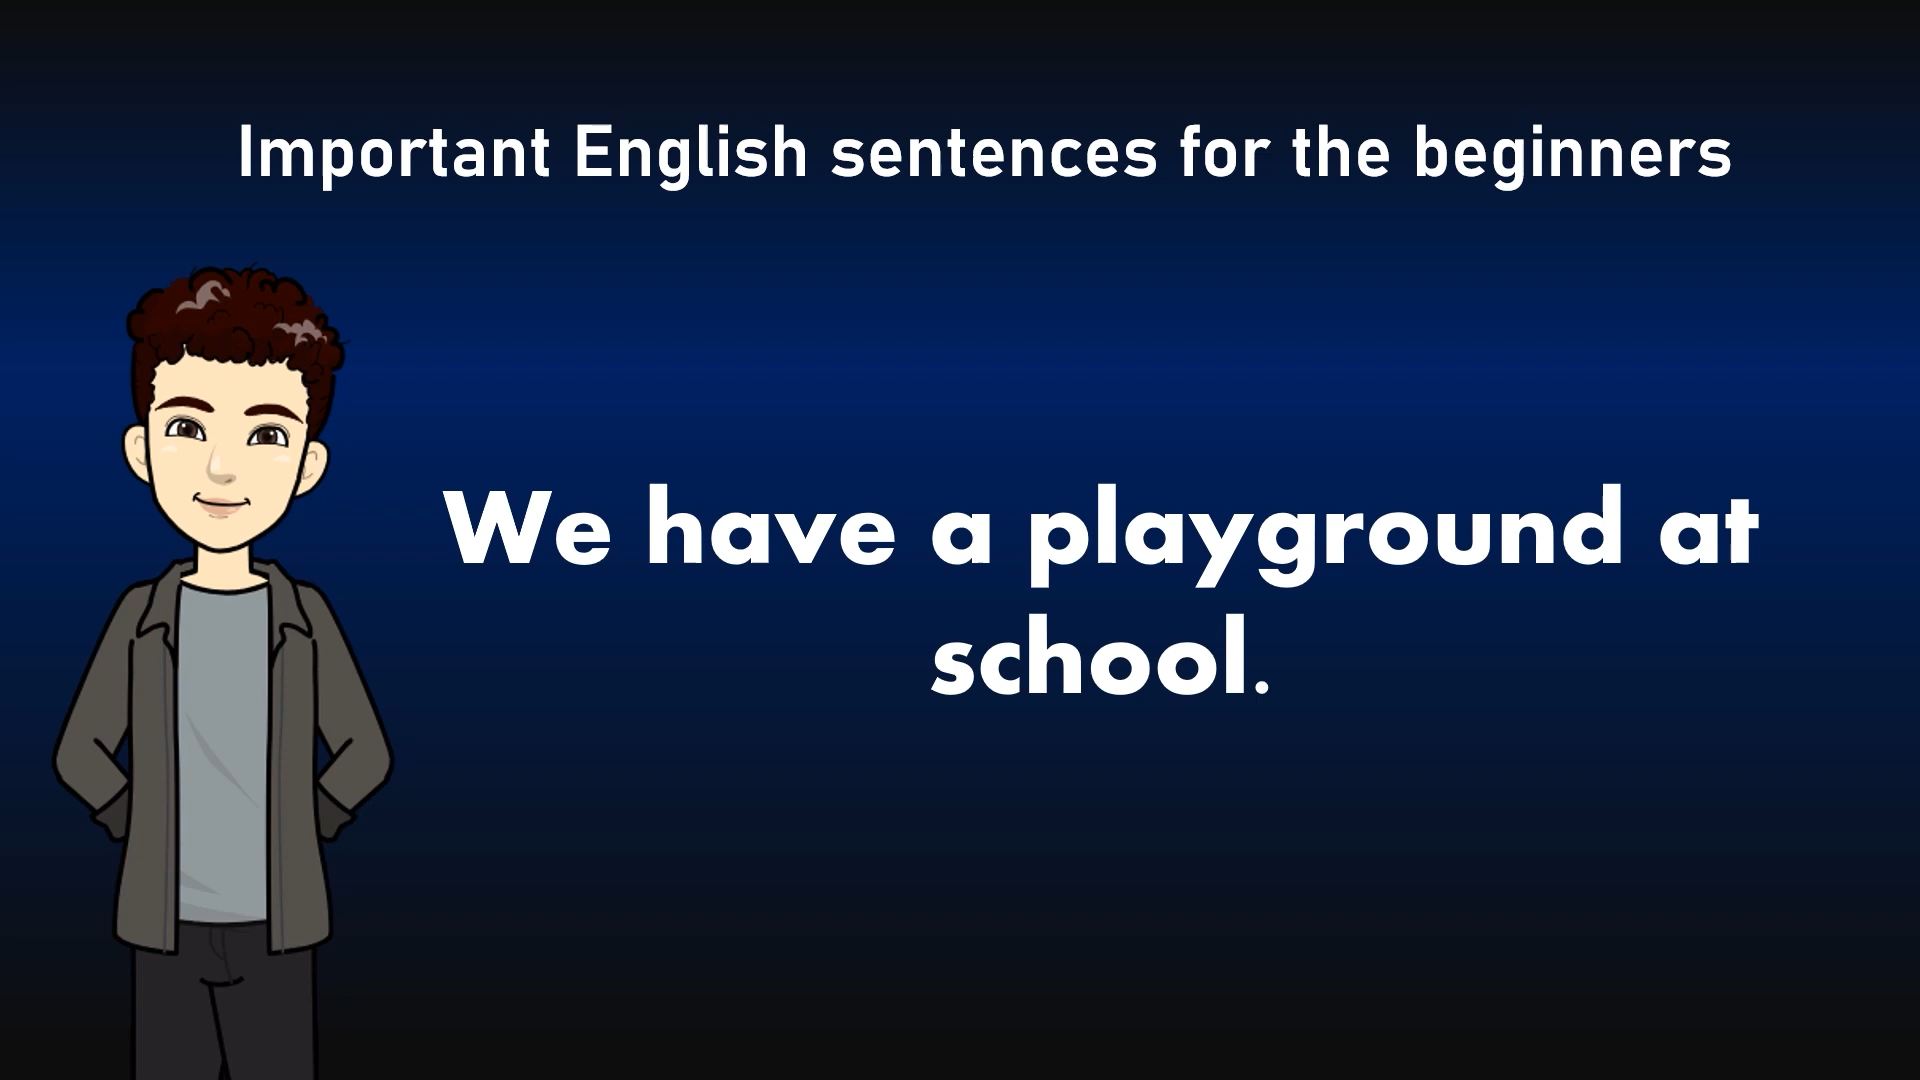 Important English sentences for the beginners
We have a playground at
school.